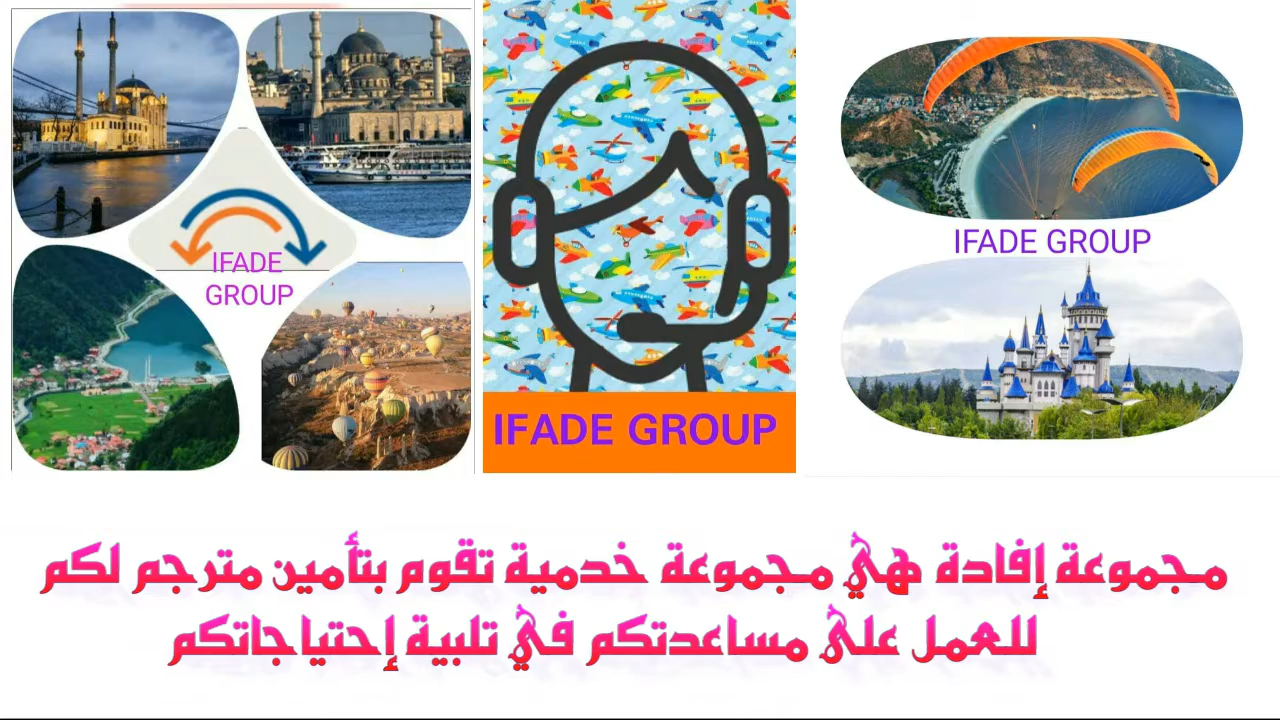 IFADE
GROUP
IFADE GROUP
IFADE GROUP
مجموعة إفادة هي مجموعة خدمية تقوم بتأمين مترجم لكم
للعمل على مساعدتكم في تلبية إحتياجاتكم